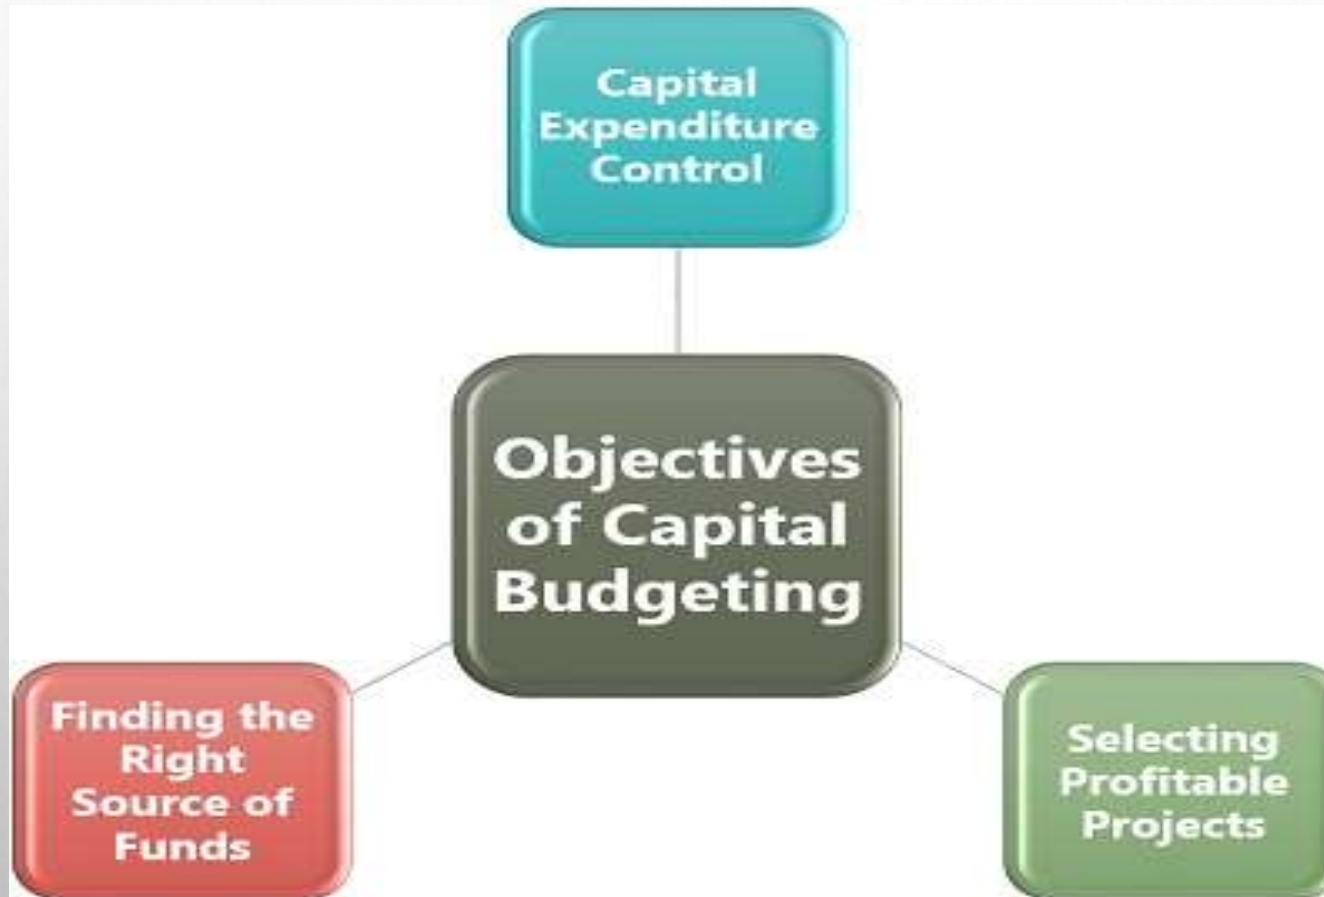 Capital
Expenditure
Control
Objectives
of Capital
Budgeting
Finding the
Right
Source of
Funds
Selecting
Profitable
Projects